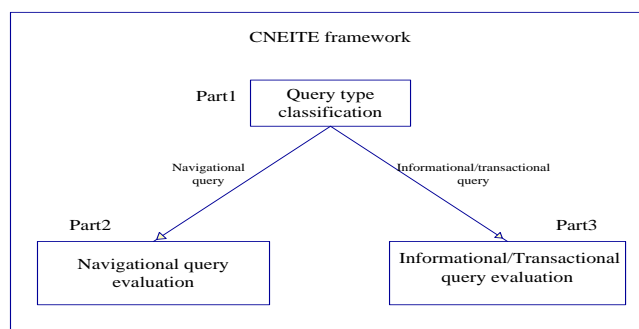 CNEITE framework
Part1
Query type
classification
Navigational
query
Informational/transactional
query
Part2
Part3
Navigational query
evaluation
Informational/Transactional
query evaluation